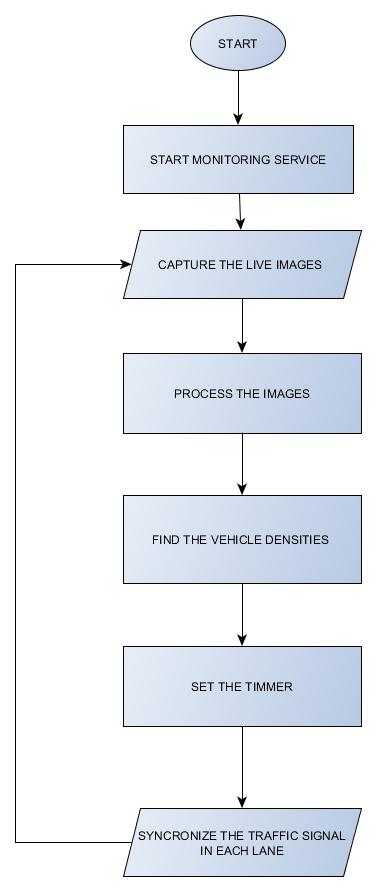 START
START MONITORING SERVICE
CAPTURE THE LIVE IMAGES
PROCESS THE IMAGES
FIND THE VEHICLE DENSITIES
SET THE TIMMER
SYNCRONIZE THE TRAFFIC SIGNAL
IN EACH LANE